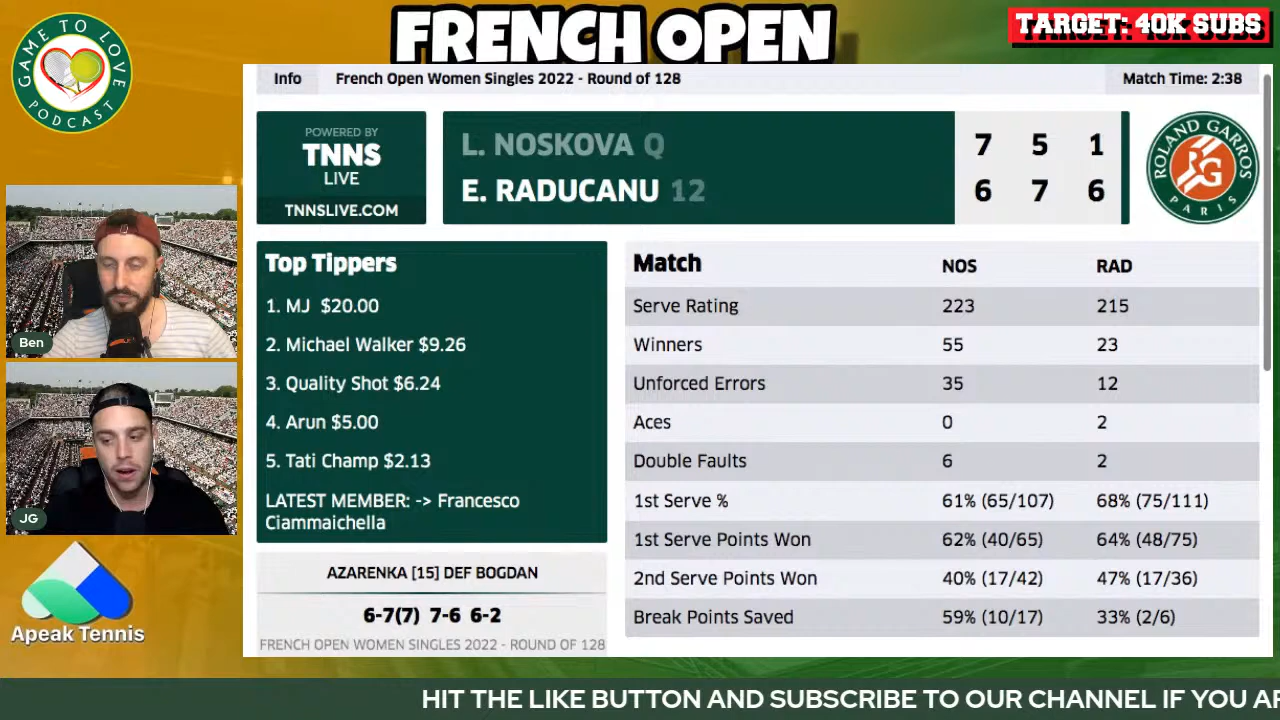 GAME TO LOVE
PODCAST
FRENCH OPEN
TARGET: 40K SUBS
Info
French Open Women Singles 2022 - Round of 128
Match Time: 2:38
POWERED BY
TNNS
LIVE
TNNSLIVE.COM
L. NOSKOVA Q 7 5 1
E. RADUCANU 12 6 7 6
ROLAND GARROS
RG
PARIS
Ben
JG
Apeak Tennis
Top Tippers
1. MJ $20.00
2. Michael Walker $9.26
3. Quality Shot $6.24
4. Arun $5.00
5. Tati Champ $2.13
LATEST MEMBER: -> Francesco
Ciammaichella
AZARENKA [15] DEF BOGDAN
6-7(7) 7-6 6-2
FRENCH OPEN WOMEN SINGLES 2022 - ROUND OF 128
Match NOS RAD
Serve Rating 223 215
Winners 55 23
Unforced Errors 35 12
Aces 0 2
Double Faults 6 2
1st Serve % 61% (65/107) 68% (75/111)
1st Serve Points Won 62% (40/65) 64% (48/75)
2nd Serve Points Won 40% (17/42) 47% (17/36)
Break Points Saved 59% (10/17) 33% (2/6)
HIT THE LIKE BUTTON AND SUBSCRIBE TO OUR CHANNEL IF YOU